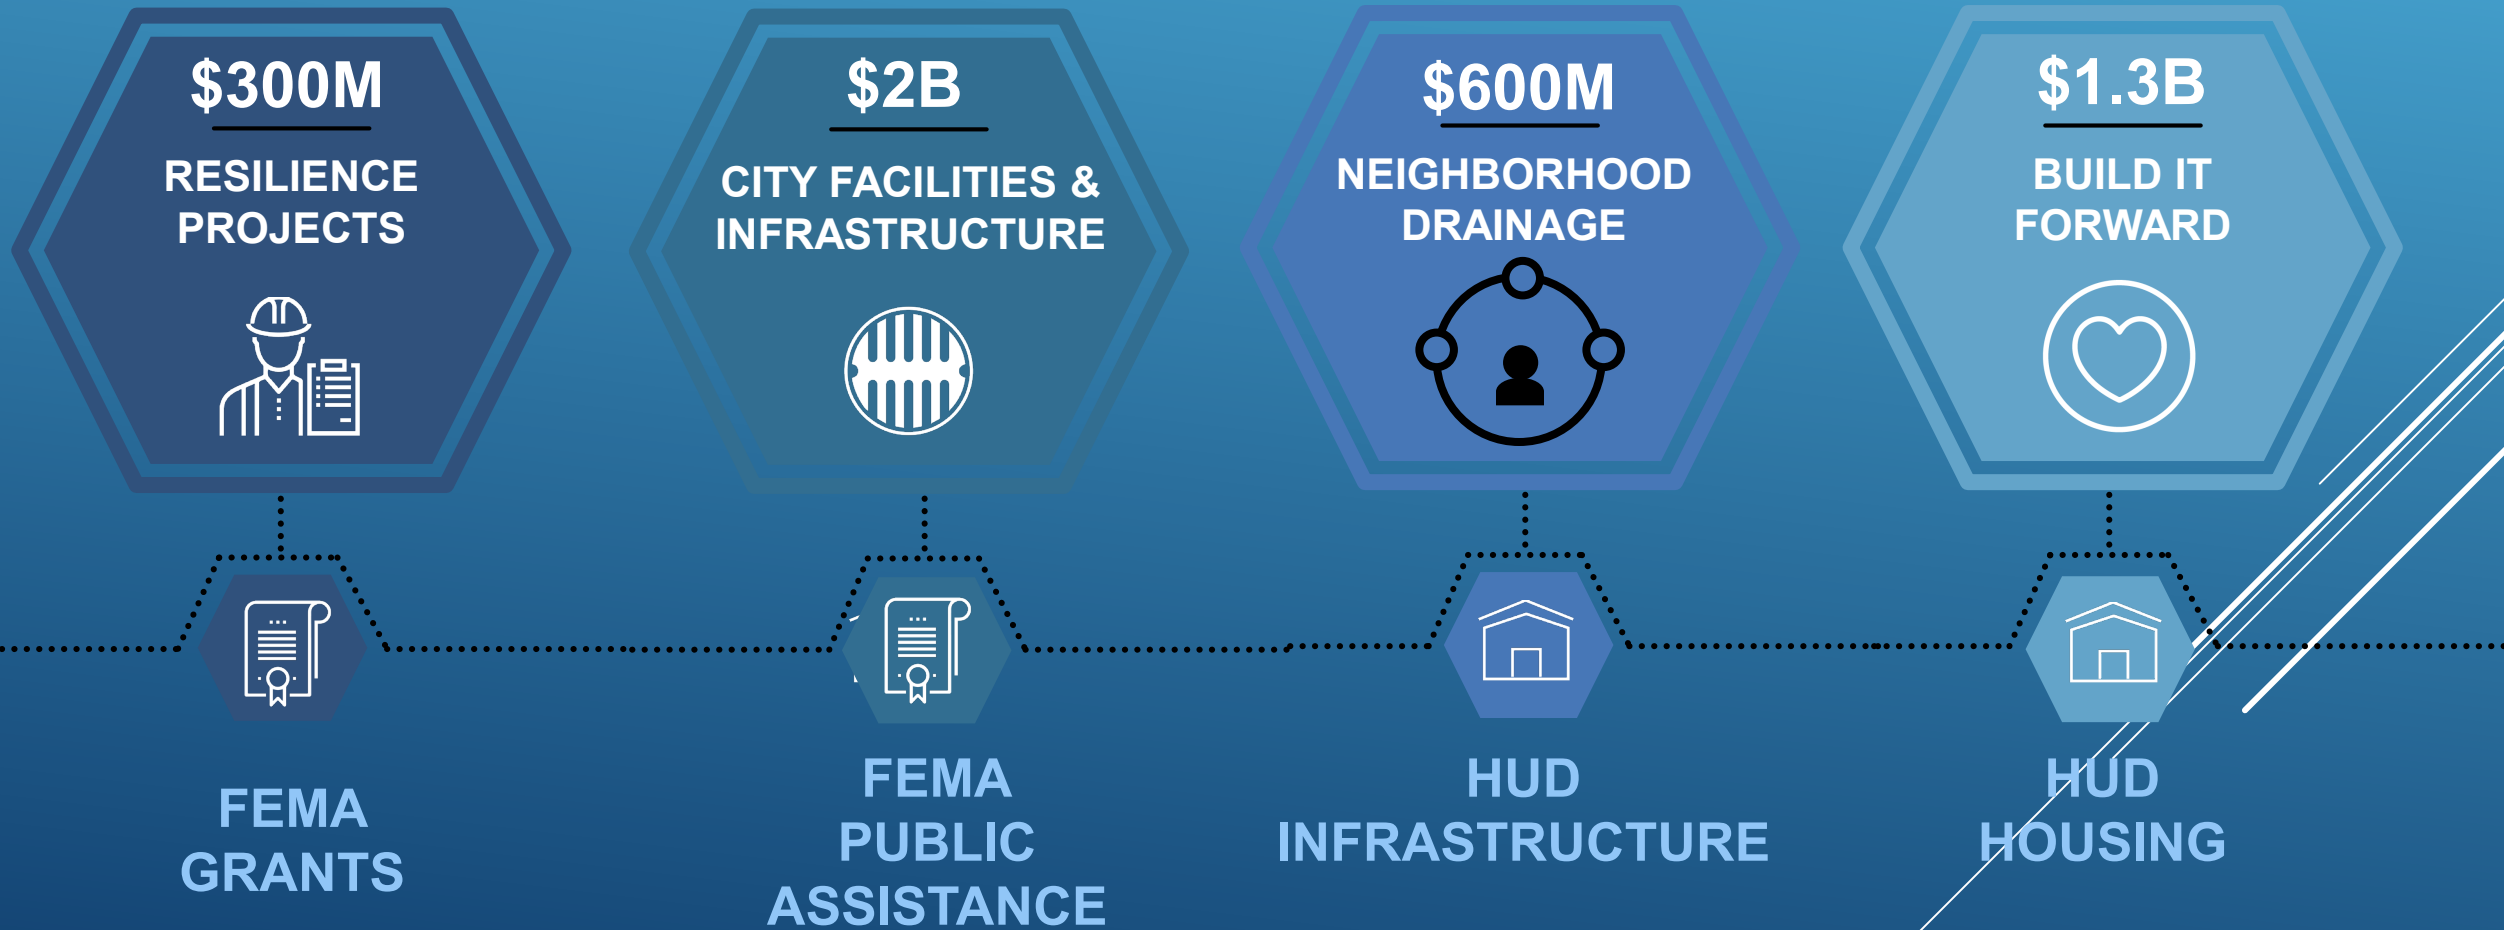 $300M
RESILIENCE
PROJECTS
$2B
CITY FACILITIES &
INFRASTRUCTURE
$600M
NEIGHBORHOOD
DRAINAGE
$1.3B
BUILD IT
FORWARD
FEMA
GRANTS
FEMA
PUBLIC
ASSISTANCE
HUD
INFRASTRUCTURE
HUD
HOUSING